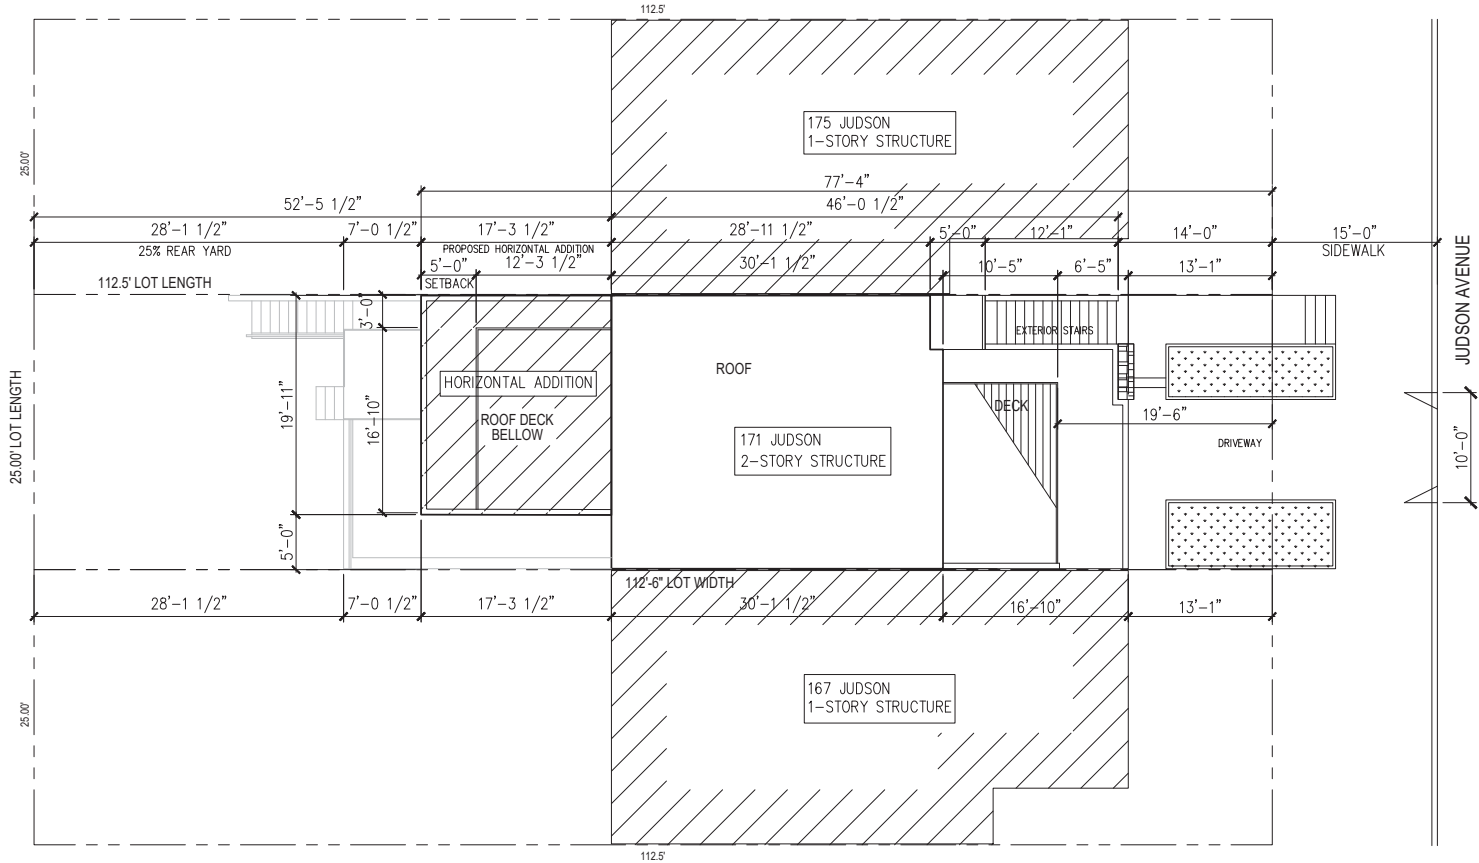 112.5'
175 JUDSON
1-STORY STRUCTURE
25.00'
77'-4"
52'-5 1/2"
46'-0 1/2"
28'-1 1/2"
7'-0 1/2"
17'-3 1/2"
28'-11 1/2"
5'-0"
12'-1"
14'-0"
15'-0"
25% REAR YARD
PROPOSED HORIZONTAL ADDITION
SIDEWALK
5'-0"
12'-3 1/2"
30'-1 1/2"
10'-5"
6'-5"
13'-1"
112.5' LOT LENGTH
SETBACK
JUDSON AVENUE
3'-0"
EXTERIOR STAIRS
ROOF
HORIZONTAL ADDITION
19'-11"
16'-10"
ROOF DECK
BELLOW
DECK
19'-6"
25.00' LOT LENGTH
171 JUDSON
2-STORY STRUCTURE
DRIVEWAY
10'-0"
5'-0"
112'-6" LOT WIDTH
28'-1 1/2"
7'-0 1/2"
17'-3 1/2"
30'-1 1/2"
16'-10"
13'-1"
167 JUDSON
1-STORY STRUCTURE
25.00'
112.5'